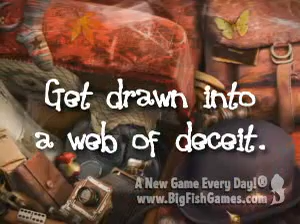 Get drawn into
a web of deceit.
A New Game Every Day!®
www.BigFishGames.com